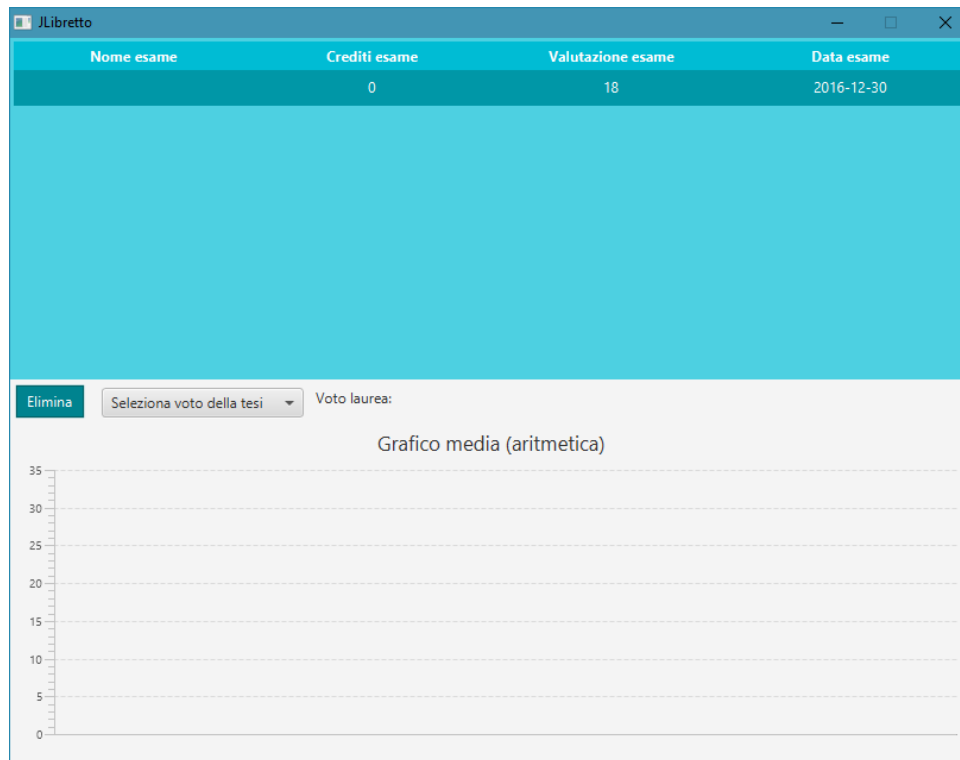 JLibretto
Nome esame Crediti esame Valutazione esame Data esame
0 18 2016-12-30
Elimina Seleziona voto della tesi Voto laurea:
Grafico media (aritmetica)
35
30
25
20
15
10
5
0